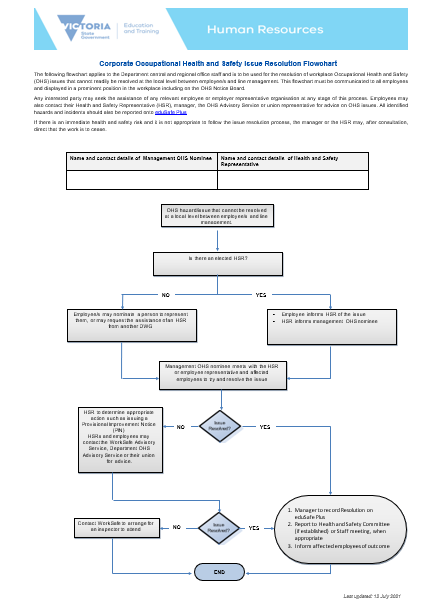 VICTORIA
State
Government
Education
and Training
Human Resources
Corporate Occupational Health and Safety Issue Resolution Flowchart
The following flowchart applies to the Department central and regional office staff and is to be used for the resolution of workplace Occupational Health and Safety
(OHS) issues that cannot readily be resolved at the local level between employee/s and line management. This flowchart must be communicated to all employees
and displayed in a prominent position in the workplace including on the OHS Notice Board.
Any interested party may seek the assistance of any relevant employee or employer representative organisation at any stage of this process. Employees may
also contact their Health and Safety Representative (HSR), manager, the OHS Advisory Service or union representative for advice on OHS issues. All identified
hazards and incidents should also be reported onto eduSafe Plus.
If there is an immediate health and safety risk and it is not appropriate to follow the issue resolution process, the manager or the HSR may, after consultation,
direct that the work is to cease.
Name and contact details of Management OHS Nominee
Name and contact details of Health and Safety
Representative
OHS hazard/issue that cannot be resolved
at a local level between employee/s and line
management.
Is there an elected HSR?
NO
YES
Employee/s may nominate a person to represent
them, or may request the assistance of an HSR
from another DWG
• Employee informs HSR of the issue
• HSR informs management OHS nominee
Management OHS nominee meets with the HSR
or employee representative and affected
employees to try and resolve the issue
HSR to determine appropriate
action such as issuing a
Provisional Improvement Notice
(PIN)
HSRs and employees may
contact the WorkSafe Advisory
Service, Department OHS
Advisory Service or their union
for advice.
NO
Issue
Resolved?
YES
Contact WorkSafe to arrange for
an inspector to attend
NO
Issue
Resolved?
YES
1. Manager to record Resolution on
eduSafe Plus
2. Report to Health and Safety Committee
(if established) or Staff meeting, when
appropriate
3. Inform affected employees of outcome
END
Last updated: 12 July 2021